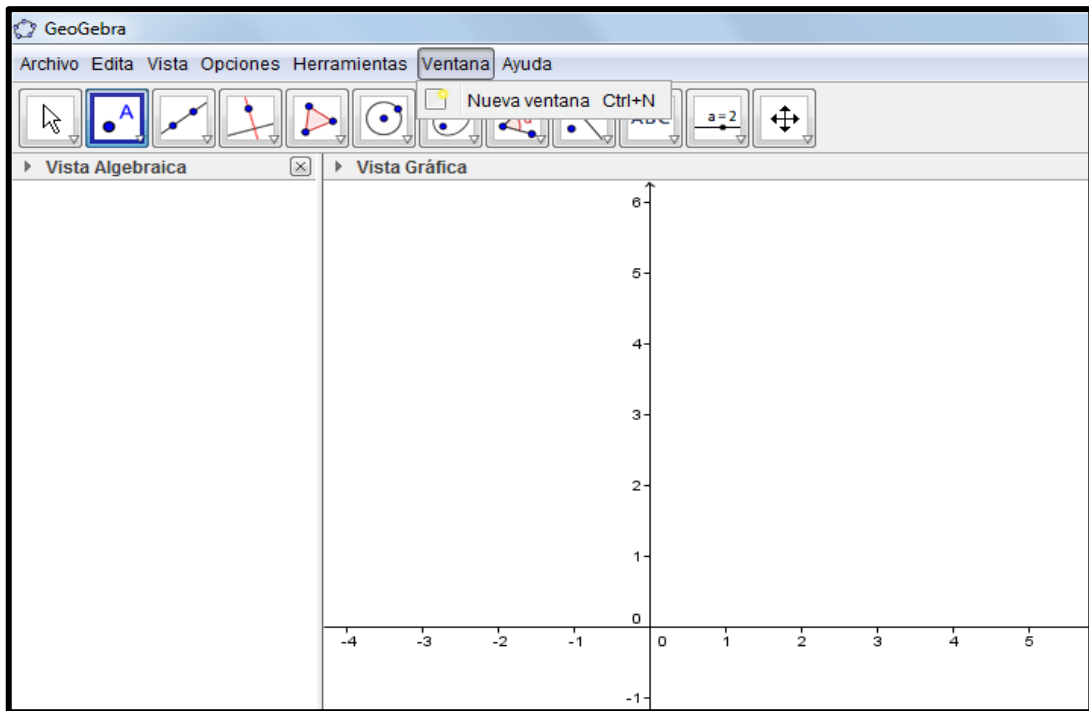 GeoGebra
Archivo Edita Vista Opciones Herramientas Ventana Ayuda
Nueva ventana Ctrl+N
A
a=2
Vista Algebraica
Vista Gráfica
6
5
4
3
2
1
0
-4 -3 -2 -1 0 1 2 3 4 5
-1